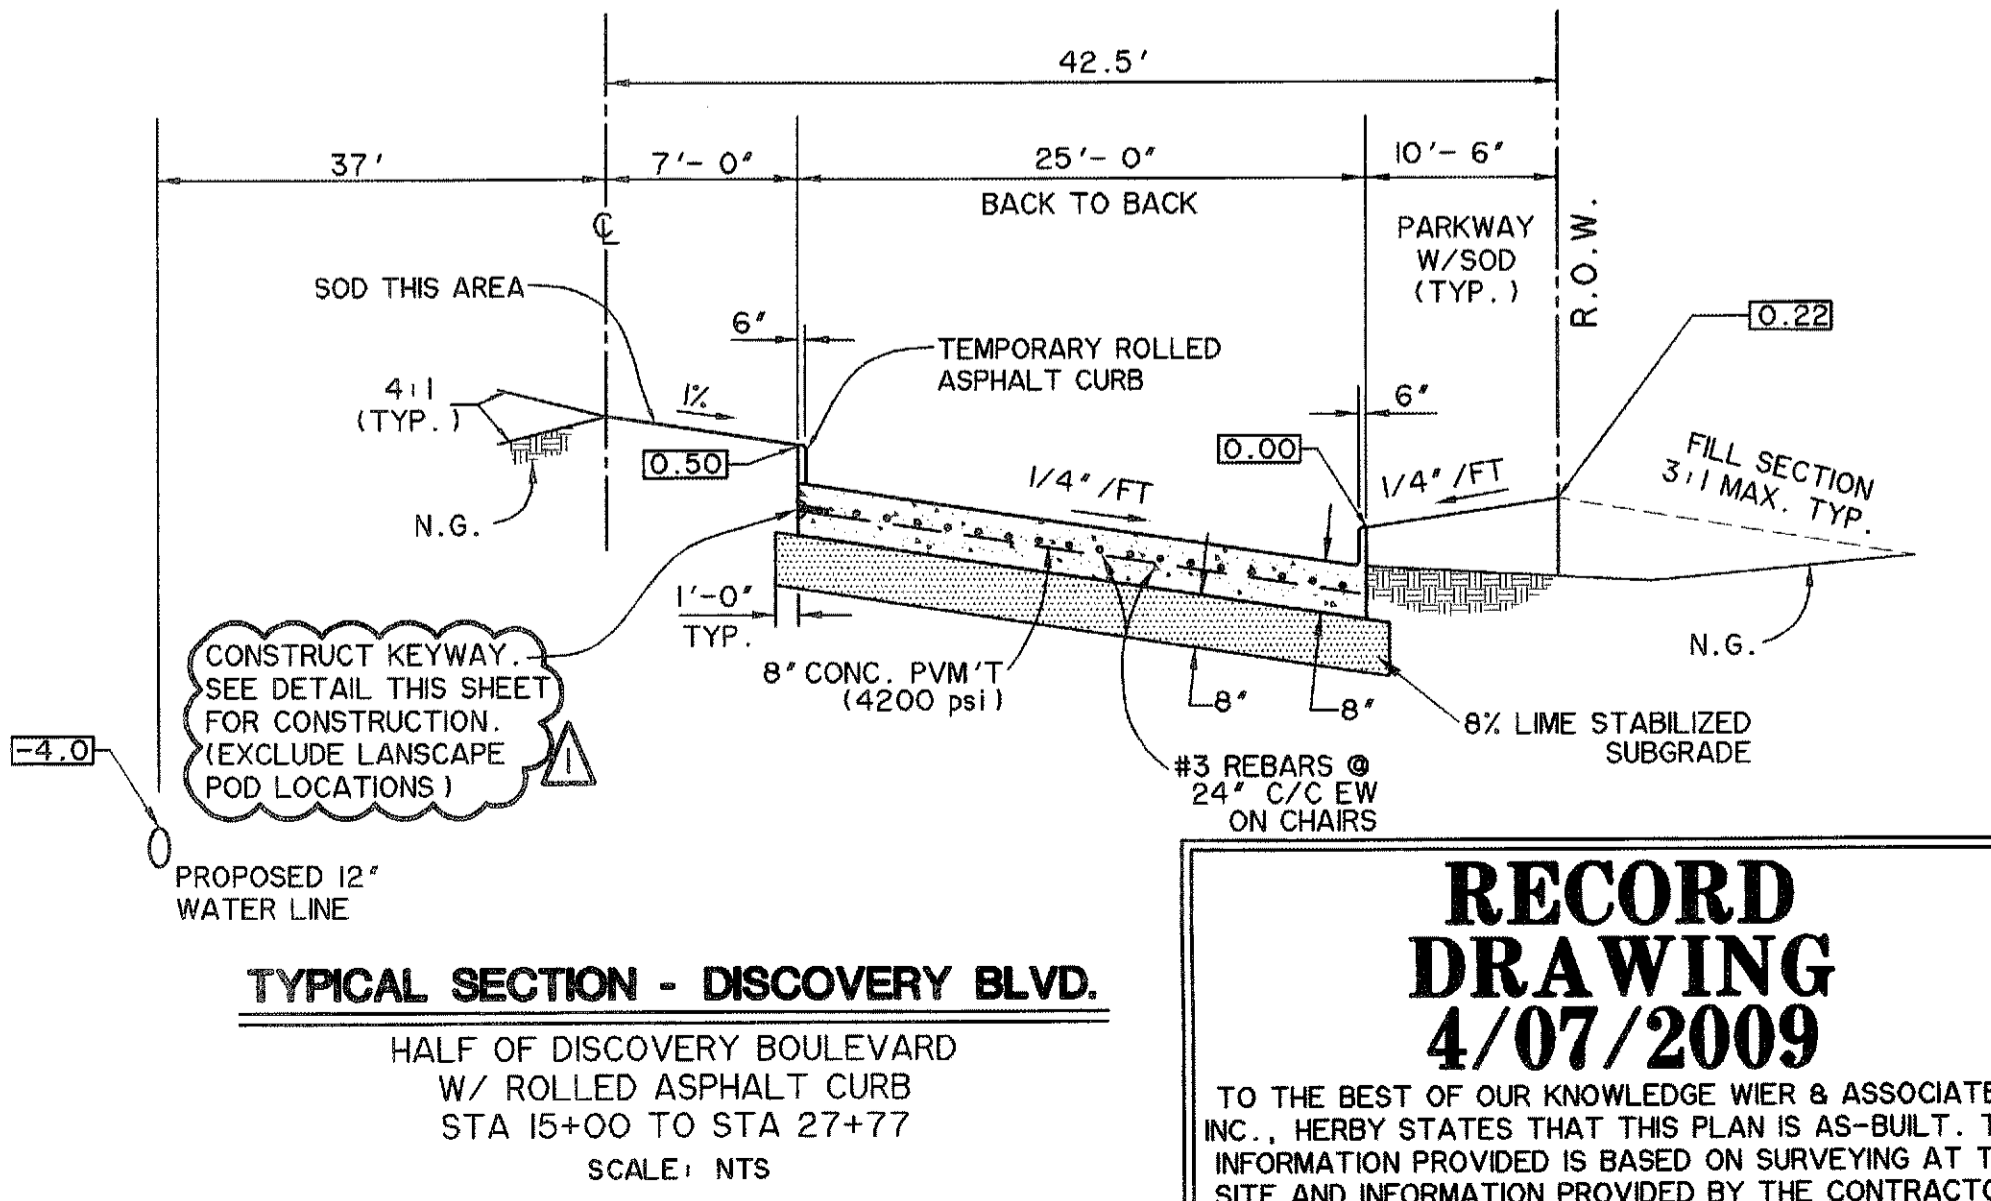 42.5'
37'
7'-0"
25'-0"
10'-6"
BACK TO BACK
℄
PARKWAY
W/SOD
(TYP.)
R.O.W.
SOD THIS AREA
6"
0.22
TEMPORARY ROLLED
ASPHALT CURB
4:1
(TYP.)
1%
6"
0.50
0.00
1/4"/FT
1/4"/FT
FILL SECTION
3:1 MAX. TYP.
N.G.
1'-0"
TYP.
N.G.
CONSTRUCT KEYWAY.
SEE DETAIL THIS SHEET
FOR CONSTRUCTION.
(EXCLUDE LANSCAPE
POD LOCATIONS)
1
8" CONC. PVM'T
(4200 psi)
8"
8"
8% LIME STABILIZED
SUBGRADE
-4.0
#3 REBARS @
24" C/C EW
ON CHAIRS
PROPOSED 12"
WATER LINE
TYPICAL SECTION - DISCOVERY BLVD.
HALF OF DISCOVERY BOULEVARD
W/ ROLLED ASPHALT CURB
STA 15+00 TO STA 27+77
SCALE: NTS
RECORD
DRAWING
4/07/2009
TO THE BEST OF OUR KNOWLEDGE WIER & ASSOCIATE
INC., HERBY STATES THAT THIS PLAN IS AS-BUILT. T
INFORMATION PROVIDED IS BASED ON SURVEYING AT T
SITE AND INFORMATION PROVIDED BY THE CONTRACTO